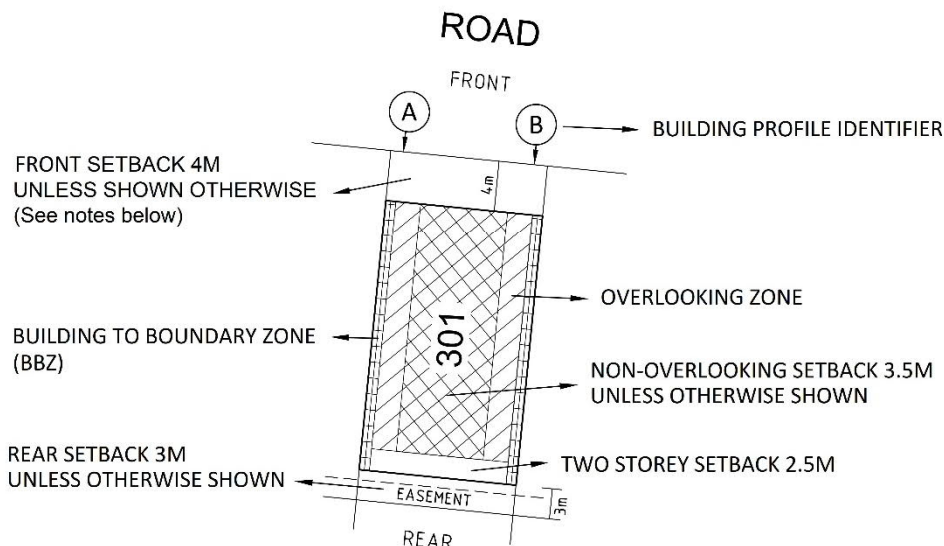 ROAD
FRONT
A
B
BUILDING PROFILE IDENTIFIER
FRONT SETBACK 4M
UNLESS SHOWN OTHERWISE
(See notes below)
4m
OVERLOOKING ZONE
301
BUILDING TO BOUNDARY ZONE
(BBZ)
NON-OVERLOOKING SETBACK 3.5M
UNLESS OTHERWISE SHOWN
REAR SETBACK 3M
UNLESS OTHERWISE SHOWN
TWO STOREY SETBACK 2.5M
EASEMENT
3m
REAR